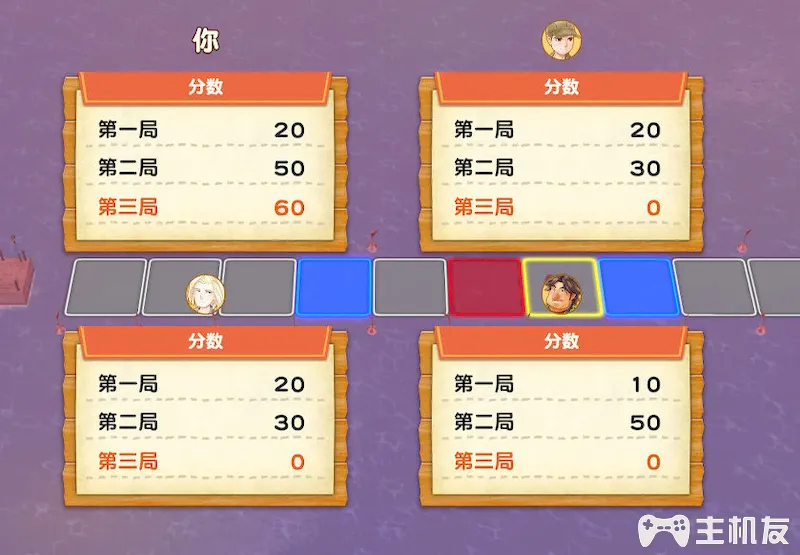 你
分数
第一局 20
第二局 50
第三局 60
分数
第一局 20
第二局 30
第三局 0
分数
第一局 20
第二局 30
第三局 0
分数
第一局 10
第二局 50
第三局 0
主机友